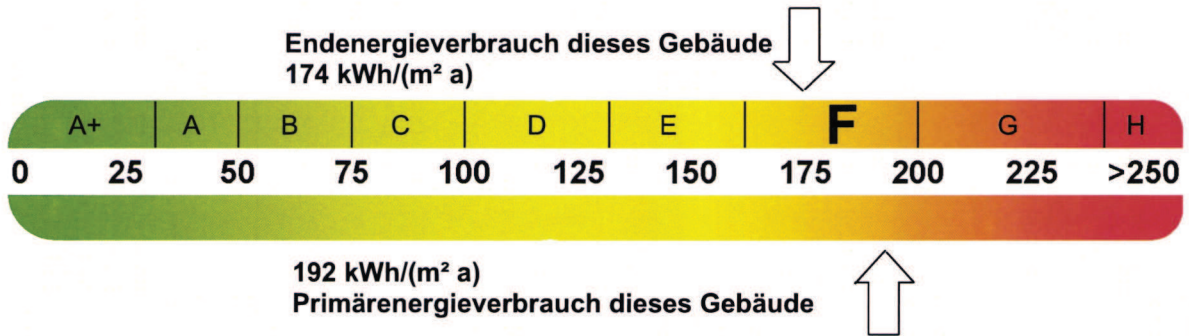 Endenergieverbrauch dieses Gebäude
174 kWh/(m² a)
A+ A B C D E F G H
0 25 50 75 100 125 150 175 200 225 >250
192 kWh/(m² a)
Primärenergieverbrauch dieses Gebäude